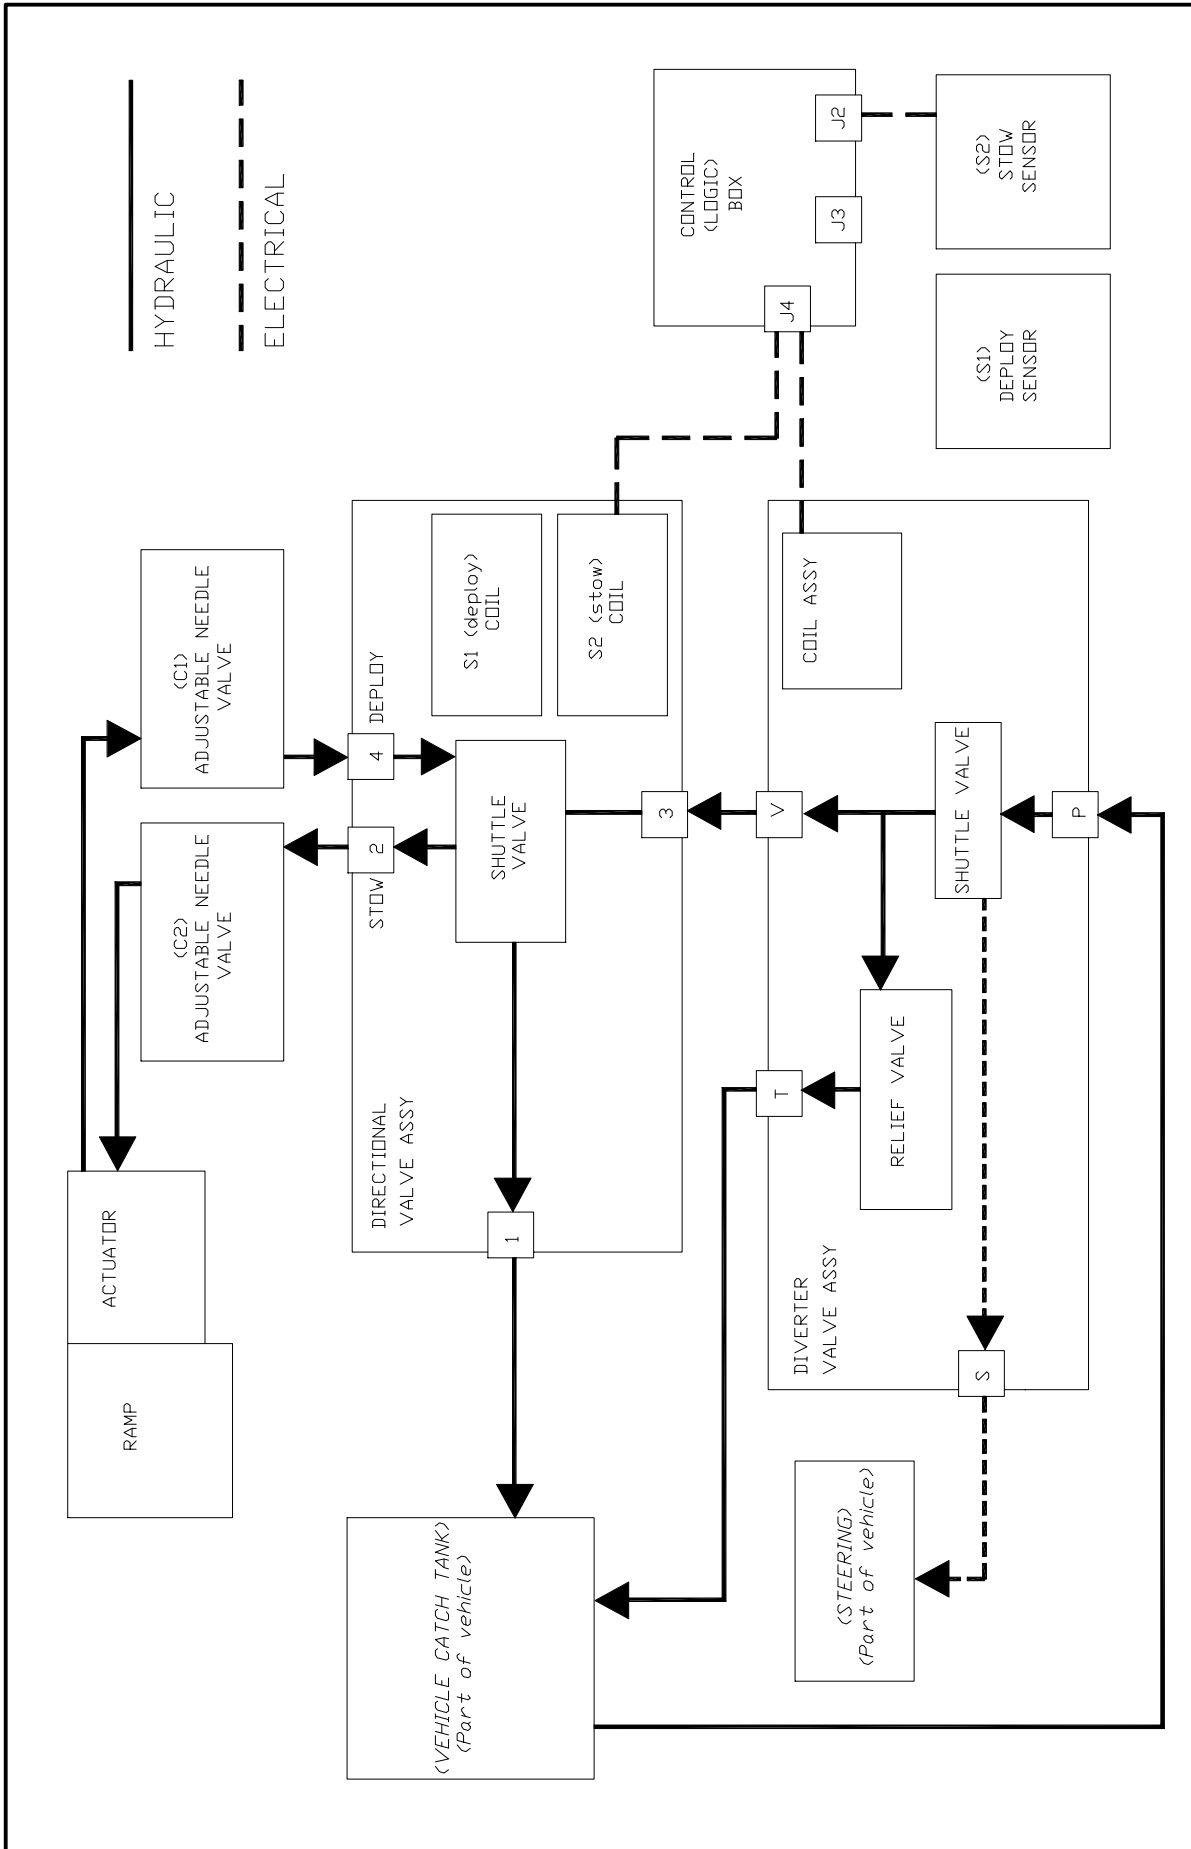 HYDRAULIC
ELECTRICAL
CONTROL
(LOGIC)
BOX
J2
J3
J4
(S2)
STOW
SENSOR
(S1)
DEPLOY
SENSOR
(C1)
ADJUSTABLE NEEDLE
VALVE
(C2)
ADJUSTABLE NEEDLE
VALVE
ACTUATOR
RAMP
DIRECTIONAL
VALVE ASSY
STOW
DEPLOY
2
4
1
3
SHUTTLE
VALVE
S1 (deploy)
COIL
S2 (stow)
COIL
DIVERTER
VALVE ASSY
T
V
COIL ASSY
RELIEF VALVE
SHUTTLE VALVE
S
P
(VEHICLE CATCH TANK)
(Part of vehicle)
(STEERING)
(Part of vehicle)